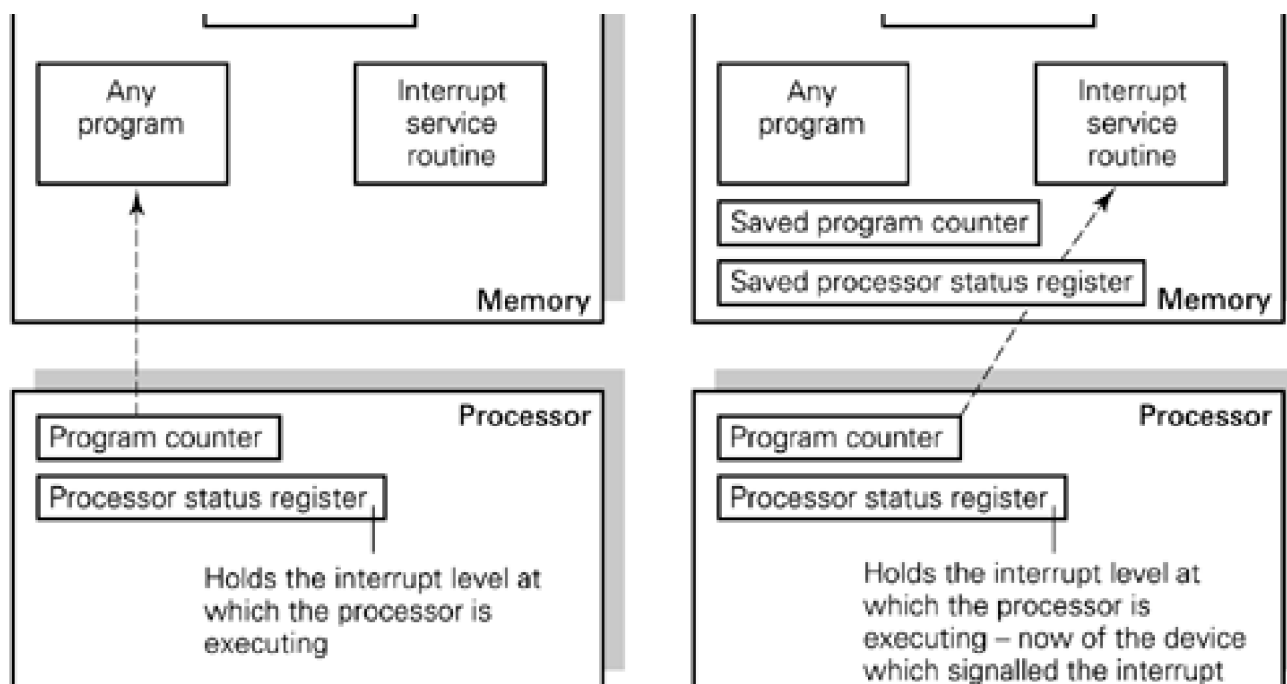 Any
program
Interrupt
service
routine
Memory
Processor
Program counter
Processor status register
Holds the interrupt level at
which the processor is
executing
Any
program
Interrupt
service
routine
Saved program counter
Saved processor status register
Memory
Processor
Program counter
Processor status register
Holds the interrupt level at
which the processor is
executing – now of the device
which signalled the interrupt